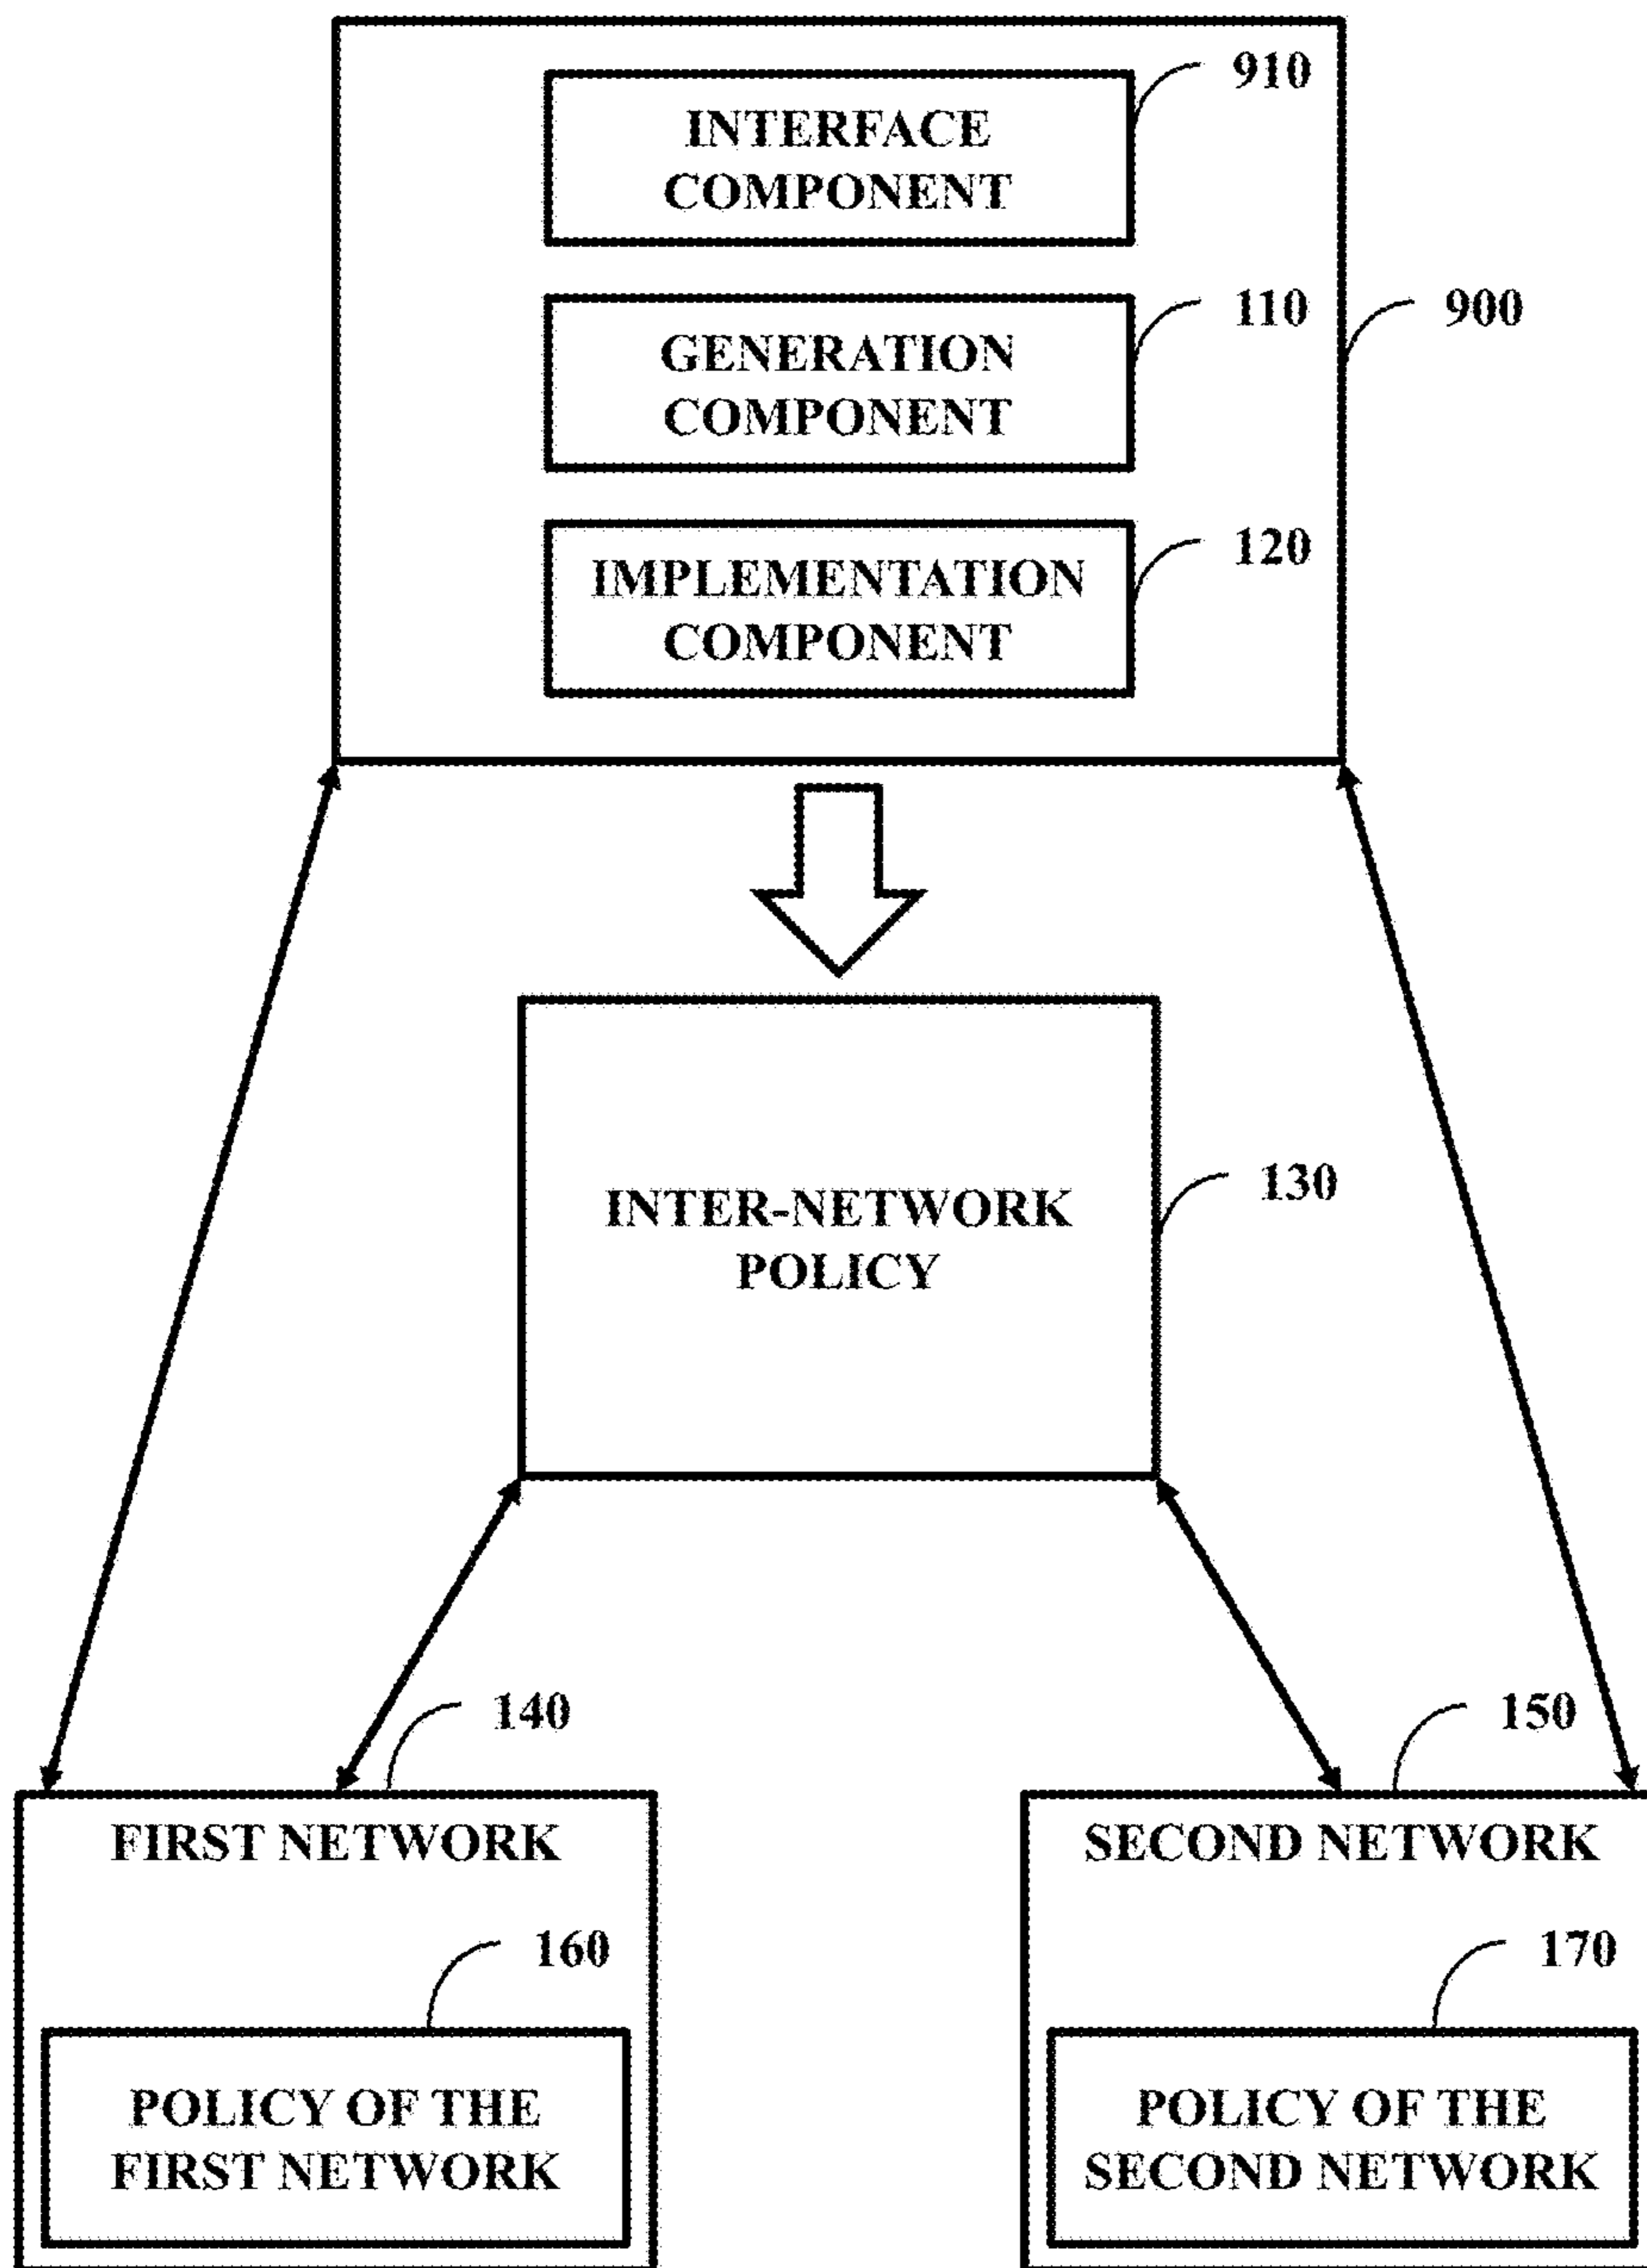 910
INTERFACE
COMPONENT
110
900
GENERATION
COMPONENT
120
IMPLEMENTATION
COMPONENT
130
INTER-NETWORK
POLICY
140
150
FIRST NETWORK
SECOND NETWORK
160
170
POLICY OF THE
FIRST NETWORK
POLICY OF THE
SECOND NETWORK